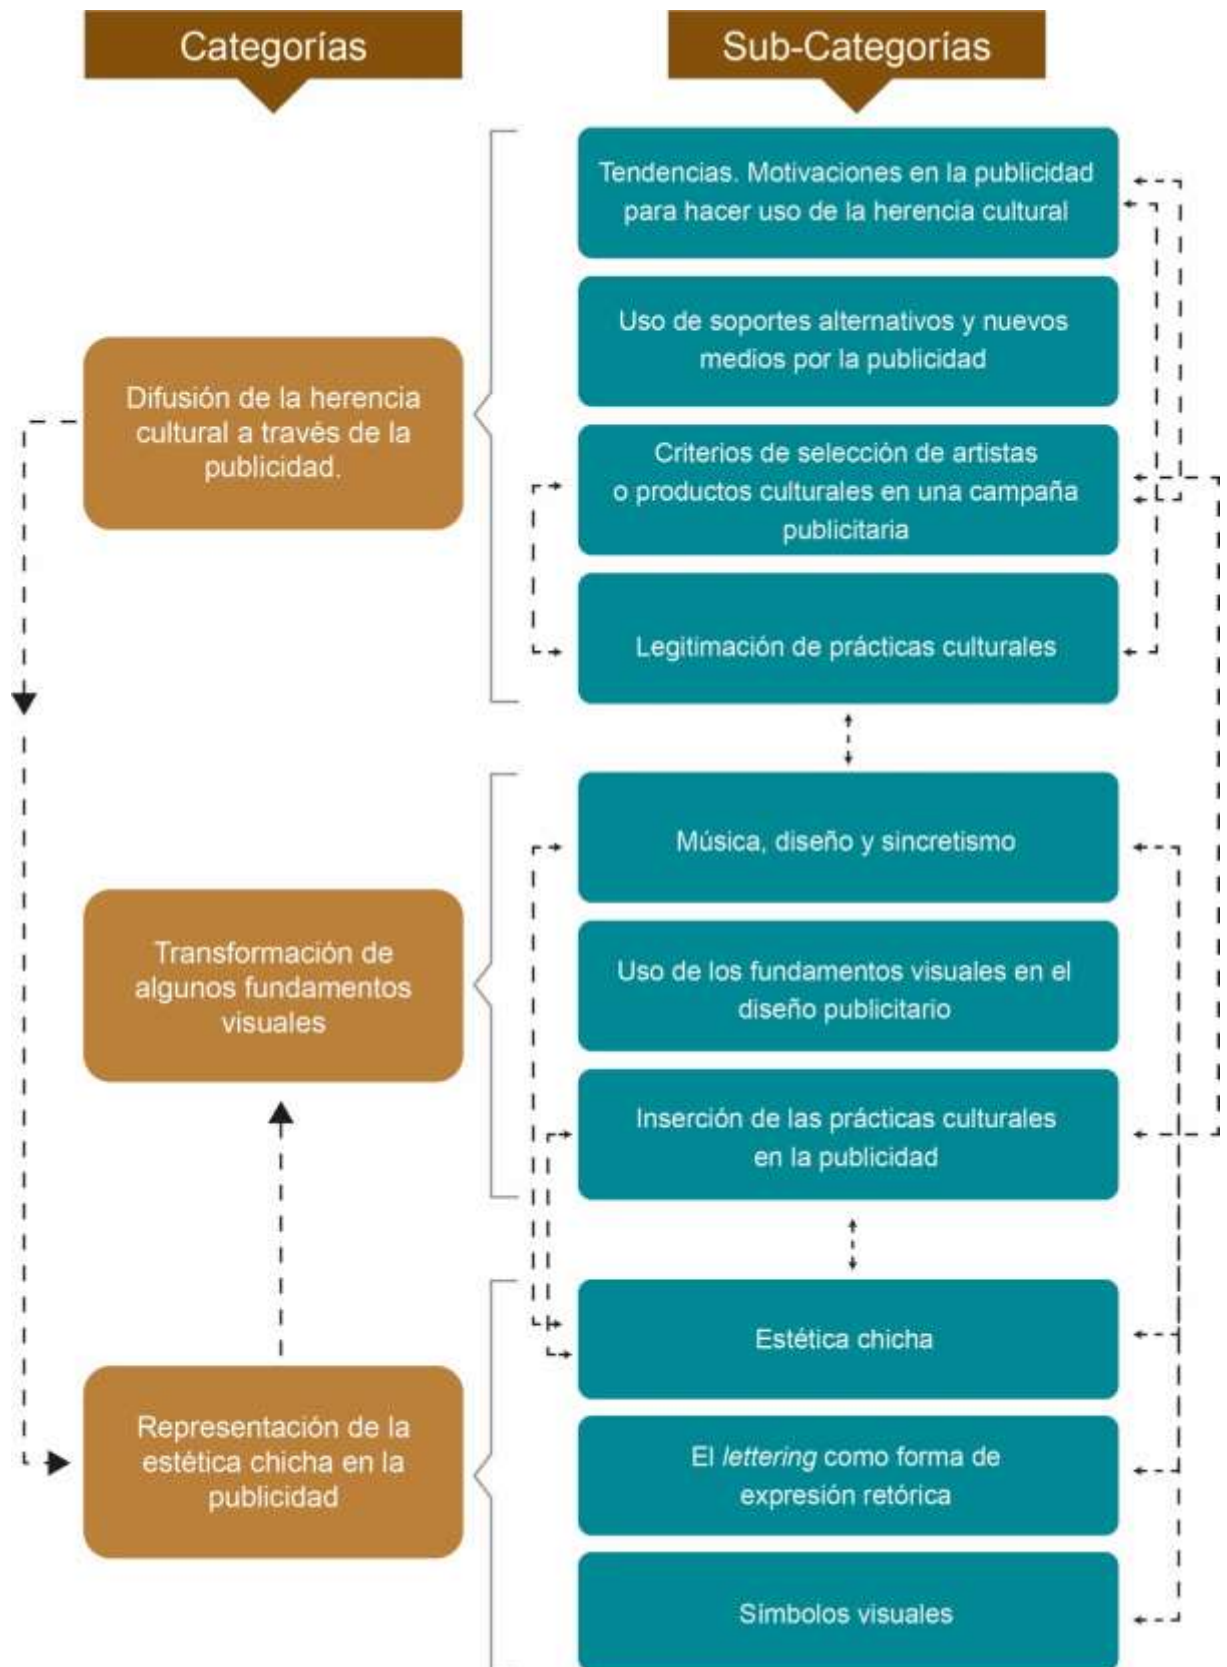 Categorías
Sub-Categorías
Difusión de la herencia
cultural a través de la
publicidad.
Tendencias. Motivaciones en la publicidad
para hacer uso de la herencia cultural
Uso de soportes alternativos y nuevos
medios por la publicidad
Criterios de selección de artistas
o productos culturales en una campaña
publicitaria
Legitimación de prácticas culturales
Transformación de
algunos fundamentos
visuales
Música, diseño y sincretismo
Uso de los fundamentos visuales en el
diseño publicitario
Inserción de las prácticas culturales
en la publicidad
Representación de la
estética chicha en la
publicidad
Estética chicha
El lettering como forma de
expresión retórica
Símbolos visuales